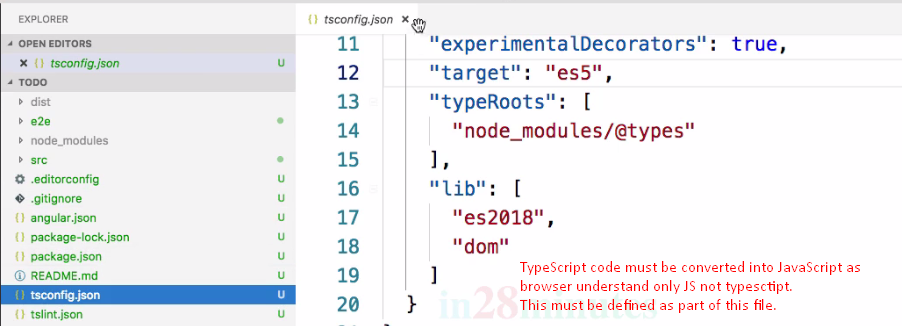 EXPLORER
OPEN EDITORS
tsconfig.json U
TODO
dist
e2e
node_modules
src
.editorconfig U
.gitignore U
angular.json U
package-lock.json U
package.json U
README.md U
tsconfig.json U
tslint.json U
tsconfig.json
11 "experimentalDecorators": true,
12 "target": "es5",
13 "typeRoots": [
14 "node_modules/@types"
15 ],
16 "lib": [
17 "es2018",
18 "dom"
19 ]
20 }
TypeScript code must be converted into JavaScript as
browser understand only JS not typesctipt.
This must be defined as part of this file.
in28minutes